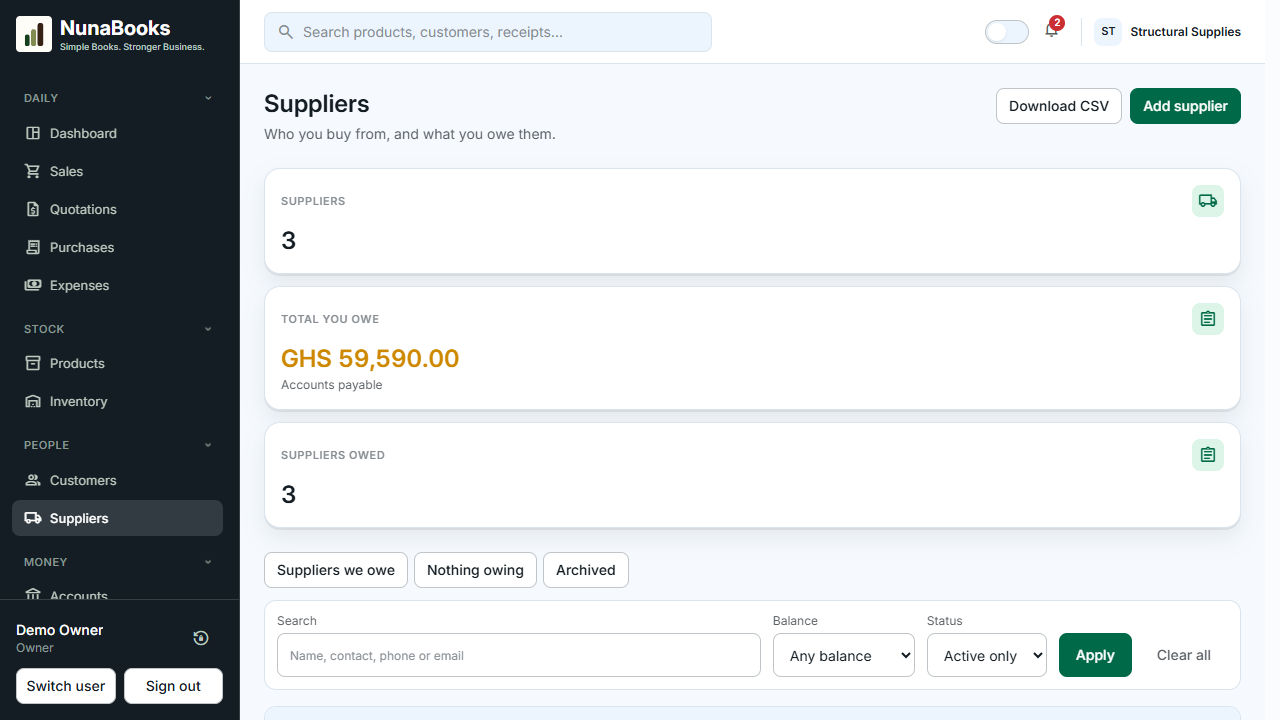 NunaBooks
Simple Books. Stronger Business.
DAILY
Dashboard
Sales
Quotations
Purchases
Expenses
STOCK
Products
Inventory
PEOPLE
Customers
Suppliers
MONEY
Accounts
Demo Owner
Owner
Switch user
Sign out
Search products, customers, receipts...
2
ST
Structural Supplies
Suppliers
Who you buy from, and what you owe them.
Download CSV
Add supplier
SUPPLIERS
3
TOTAL YOU OWE
GHS 59,590.00
Accounts payable
SUPPLIERS OWED
3
Suppliers we owe
Nothing owing
Archived
Search
Name, contact, phone or email
Balance
Any balance
Status
Active only
Apply
Clear all